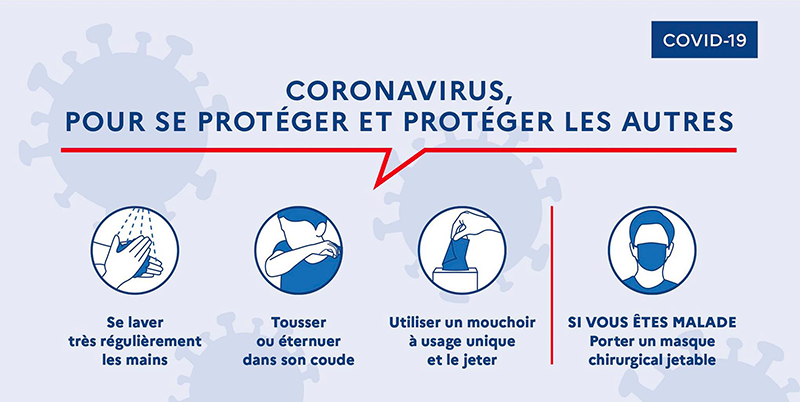 COVID-19
CORONAVIRUS,
POUR SE PROTÉGER ET PROTÉGER LES AUTRES
Se laver
très régulièrement
les mains
Tousser
ou éternuer
dans son coude
Utiliser un mouchoir
à usage unique
et le jeter
SI VOUS ÊTES MALADE
Porter un masque
chirurgical jetable